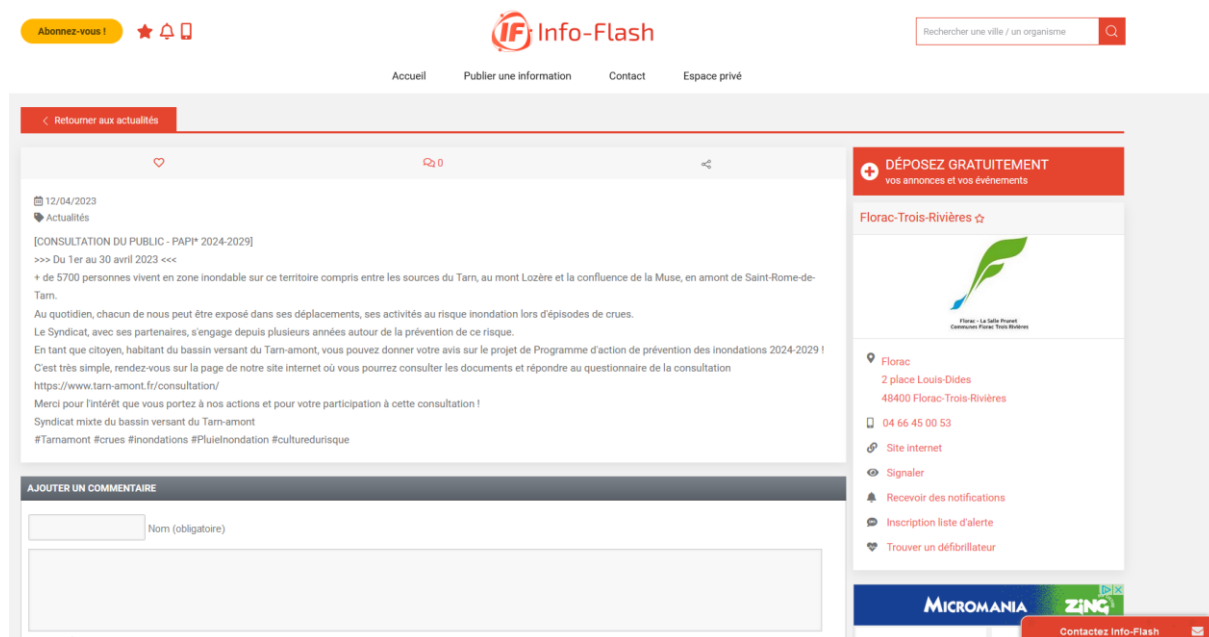 Abonnez-vous !
IF Info-Flash
Rechercher une ville / un organisme
Accueil Publier une information Contact Espace privé
Retourner aux actualités
0
12/04/2023
Actualités
[CONSULTATION DU PUBLIC - PAPI* 2024-2029]
>>> Du 1er au 30 avril 2023 <<<
+ de 5700 personnes vivent en zone inondable sur ce territoire compris entre les sources du Tarn, au mont Lozère et la confluence de la Muse, en amont de Saint-Rome-de-
Tarn.
Au quotidien, chacun de nous peut être exposé dans ses déplacements, ses activités au risque inondation lors d'épisodes de crues.
Le Syndicat, avec ses partenaires, s'engage depuis plusieurs années autour de la prévention de ce risque.
En tant que citoyen, habitant du bassin versant du Tarn-amont, vous pouvez donner votre avis sur le projet de Programme d'action de prévention des inondations 2024-2029 !
C'est très simple, rendez-vous sur la page de notre site internet où vous pourrez consulter les documents et répondre au questionnaire de la consultation
https://www.tarn-amont.fr/consultation/
Merci pour l'intérêt que vous portez à nos actions et pour votre participation à cette consultation !
Syndicat mixte du bassin versant du Tarn-amont
#Tarnamont #crues #inondations #PluieInondation #culturedurisque
AJOUTER UN COMMENTAIRE
Nom (obligatoire)
DÉPOSEZ GRATUITEMENT
vos annonces et vos événements
Florac-Trois-Rivières
Florac - La Salle Prunet
Communes Florac Trois Rivières
Florac
2 place Louis-Dides
48400 Florac-Trois-Rivières
04 66 45 00 53
Site internet
Signaler
Recevoir des notifications
Inscription liste d'alerte
Trouver un défibrillateur
MICROMANIA ZiNG
Contactez Info-Flash